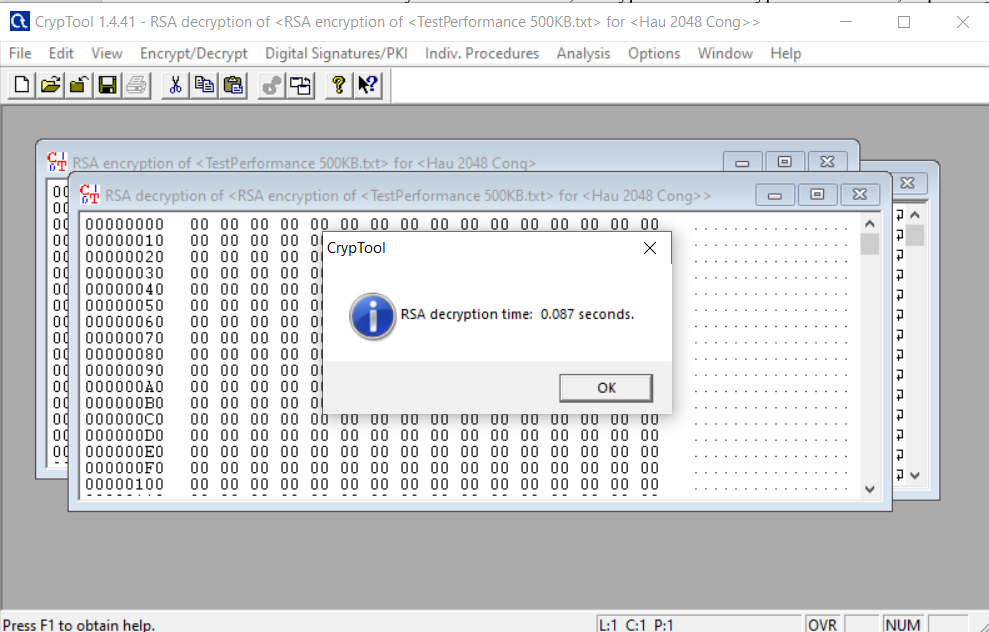 CrypTool 1.4.41 - RSA decryption of <RSA encryption of <TestPerformance 500KB.txt> for <Hau 2048 Cong>>
File Edit View Encrypt/Decrypt Digital Signatures/PKI Indiv. Procedures Analysis Options Window Help
RSA encryption of <TestPerformance 500KB.txt> for <Hau 2048 Cong>
RSA decryption of <RSA encryption of <TestPerformance 500KB.txt> for <Hau 2048 Cong>>
00000000 00 00 00 00 00 00 00 00 00 00 00 00 00 00 00 00 ................
00000010 00 00 00 00 00
00000020 00 00 00 00 00
00000030 00 00 00 00 00
00000040 00 00 00 00 00
00000050 00 00 00 00 00
00000060 00 00 00 00 00
00000070 00 00 00 00 00
00000080 00 00 00 00 00
00000090 00 00 00 00 00
000000A0 00 00 00 00 00
000000B0 00 00 00 00 00
000000C0 00 00 00 00 00 00 00 00 00 00 00 00 00 00 00 00 ................
000000D0 00 00 00 00 00 00 00 00 00 00 00 00 00 00 00 00 ................
000000E0 00 00 00 00 00 00 00 00 00 00 00 00 00 00 00 00 ................
000000F0 00 00 00 00 00 00 00 00 00 00 00 00 00 00 00 00 ................
00000100 00 00 00 00 00 00 00 00 00 00 00 00 00 00 00 00 ................
CrypTool
RSA decryption time: 0.087 seconds.
OK
Press F1 to obtain help.
L:1 C:1 P:1
OVR
NUM